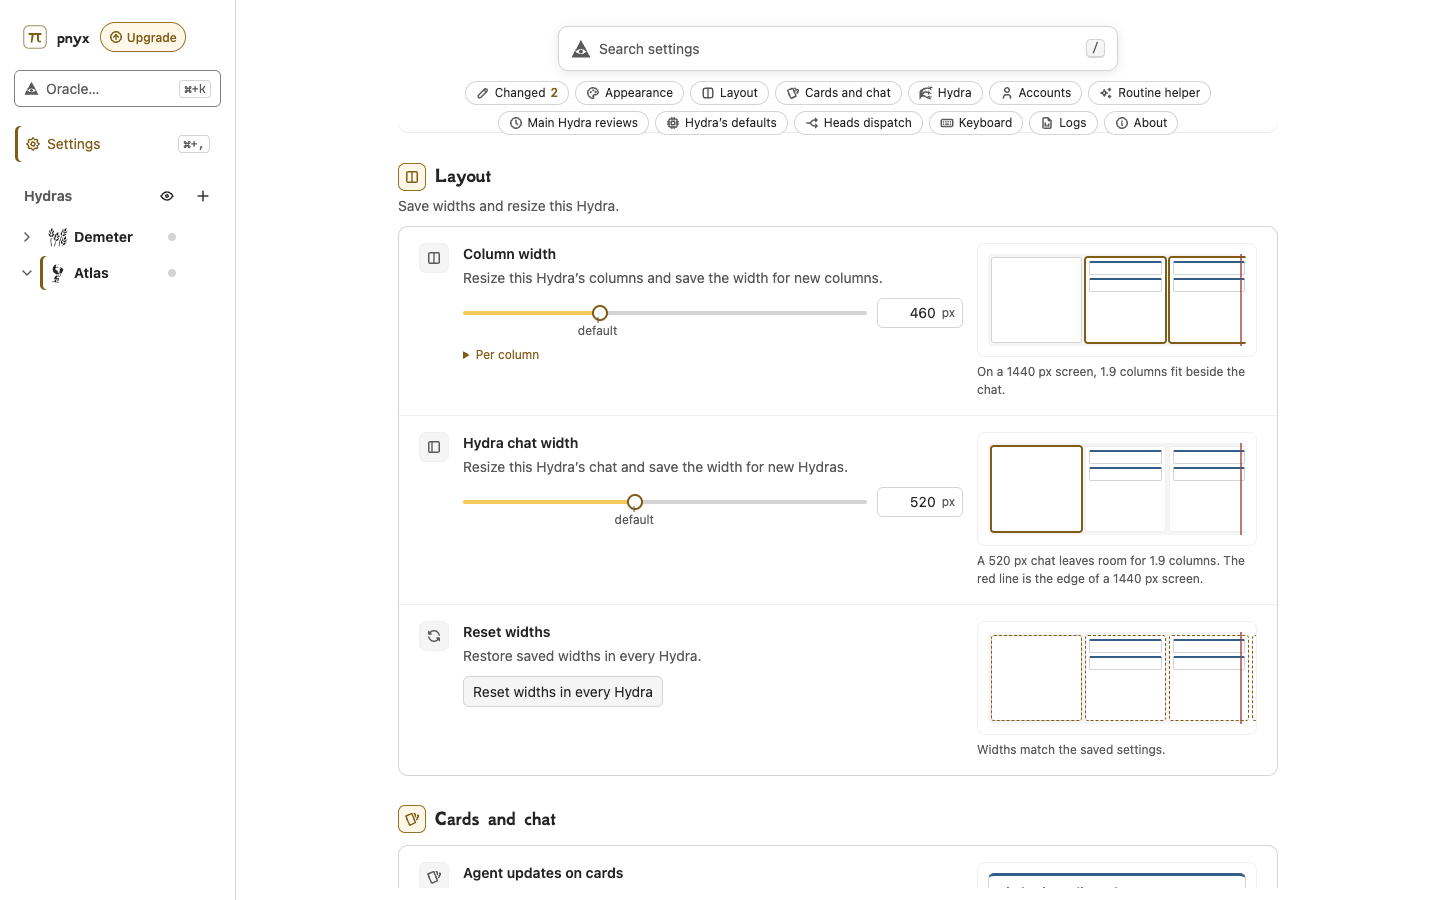 pnyx
Upgrade
Oracle...
⌘+K
Settings
⌘+,
Hydras
Demeter
Atlas
Search settings
/
Changed 2
Appearance
Layout
Cards and chat
Hydra
Accounts
Routine helper
Main Hydra reviews
Hydra's defaults
Heads dispatch
Keyboard
Logs
About
Layout
Save widths and resize this Hydra.
Column width
Resize this Hydra's columns and save the width for new columns.
460 px
default
Per column
On a 1440 px screen, 1.9 columns fit beside the
chat.
Hydra chat width
Resize this Hydra's chat and save the width for new Hydras.
520 px
default
A 520 px chat leaves room for 1.9 columns. The
red line is the edge of a 1440 px screen.
Reset widths
Restore saved widths in every Hydra.
Reset widths in every Hydra
Widths match the saved settings.
Cards and chat
Agent updates on cards